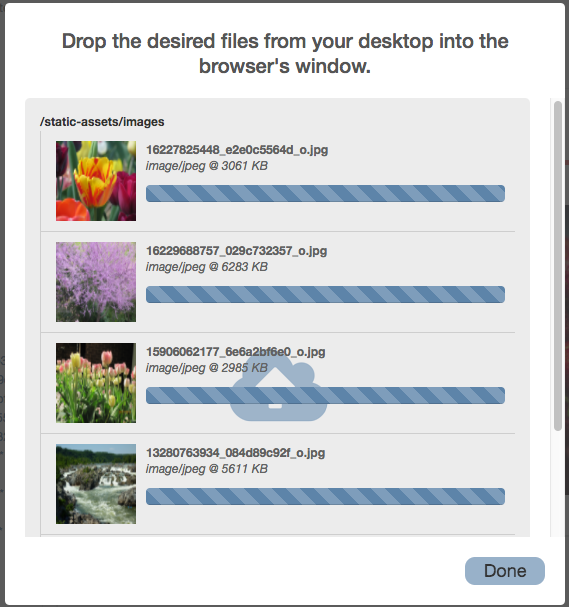 Drop the desired files from your desktop into the
browser's window.
/static-assets/images
16227825448_e2e0c5564d_o.jpg
image/jpeg @ 3061 KB
16229688757_029c732357_o.jpg
image/jpeg @ 6283 KB
15906062177_6e6a2bf6e0_o.jpg
image/jpeg @ 2985 KB
13280763934_084d89c92f_o.jpg
image/jpeg @ 5611 KB
Done